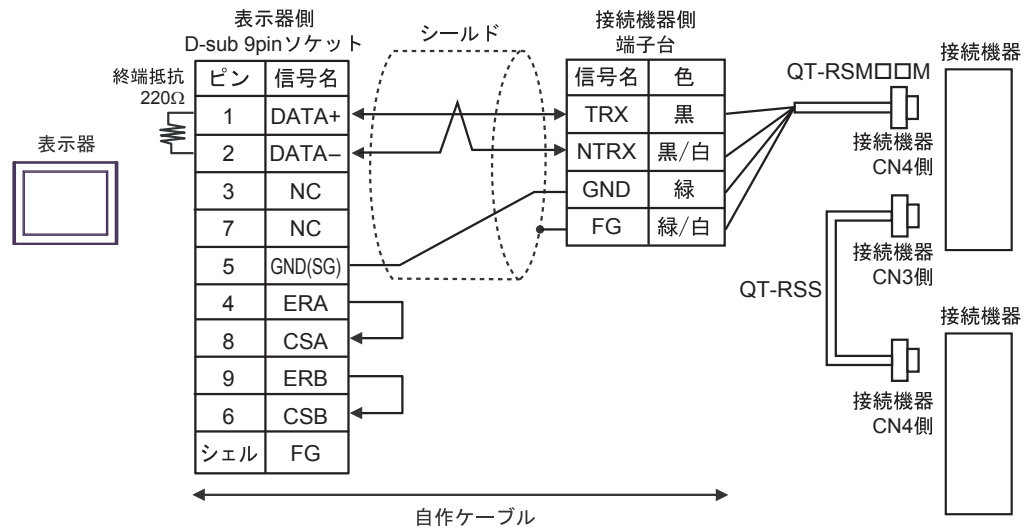 表示器側
D-sub 9pinソケット
シールド
接続機器側
端子台
接続機器
終端抵抗
220Ω
ピン 信号名
1 DATA+
2 DATA−
3 NC
7 NC
5 GND(SG)
4 ERA
8 CSA
9 ERB
6 CSB
シェル FG
表示器
信号名 色
TRX 黒
NTRX 黒/白
GND 緑
FG 緑/白
QT-RSM□□M
接続機器
CN4側
接続機器
CN3側
QT-RSS
接続機器
接続機器
CN4側
自作ケーブル